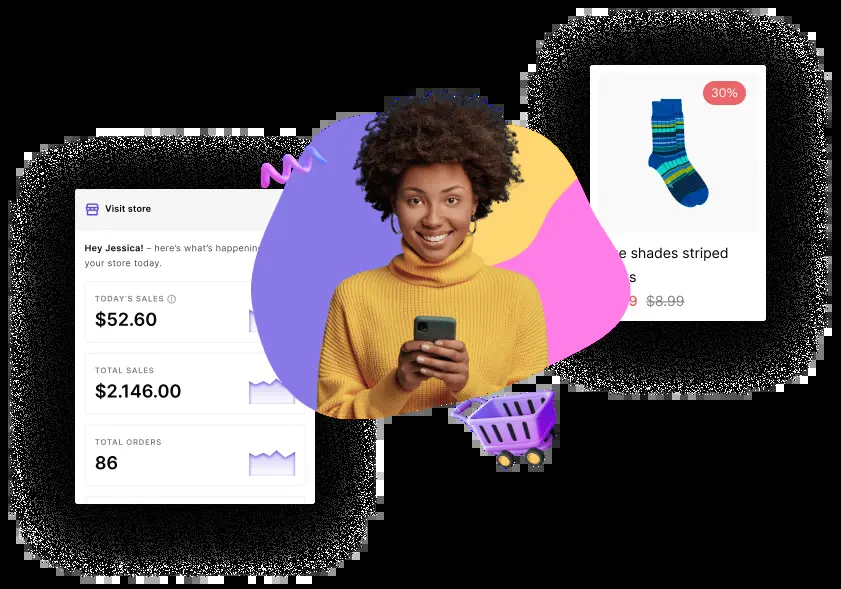 Visit store
Hey Jessica! – here's what's happening
your store today.
TODAY'S SALES
$52.60
TOTAL SALES
$2.146.00
TOTAL ORDERS
86
30%
e shades striped
s
9 $8.99